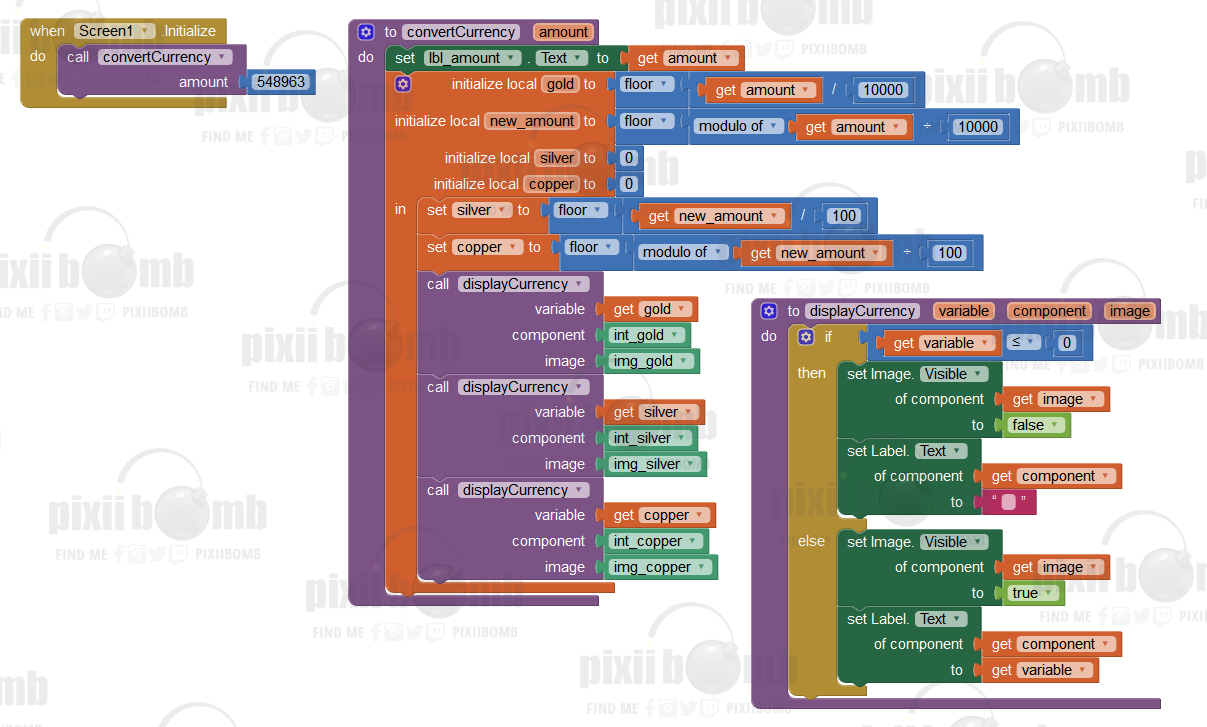 when Screen1 .Initialize
do call convertCurrency
amount 548963
to convertCurrency amount
do set lbl_amount . Text to get amount
initialize local gold to floor get amount / 10000
initialize local new_amount to floor modulo of get amount ÷ 10000
initialize local silver to 0
initialize local copper to 0
in set silver to floor get new_amount / 100
set copper to floor modulo of get new_amount ÷ 100
call displayCurrency
variable get gold
component int_gold
image img_gold
call displayCurrency
variable get silver
component int_silver
image img_silver
call displayCurrency
variable get copper
component int_copper
image img_copper
to displayCurrency variable component image
do if get variable ≤ 0
then set Image. Visible
of component get image
to false
set Label. Text
of component get component
to “ ”
else set Image. Visible
of component get image
to true
set Label. Text
of component get component
to get variable
pixii bomb
FIND ME PIXIIBOMB